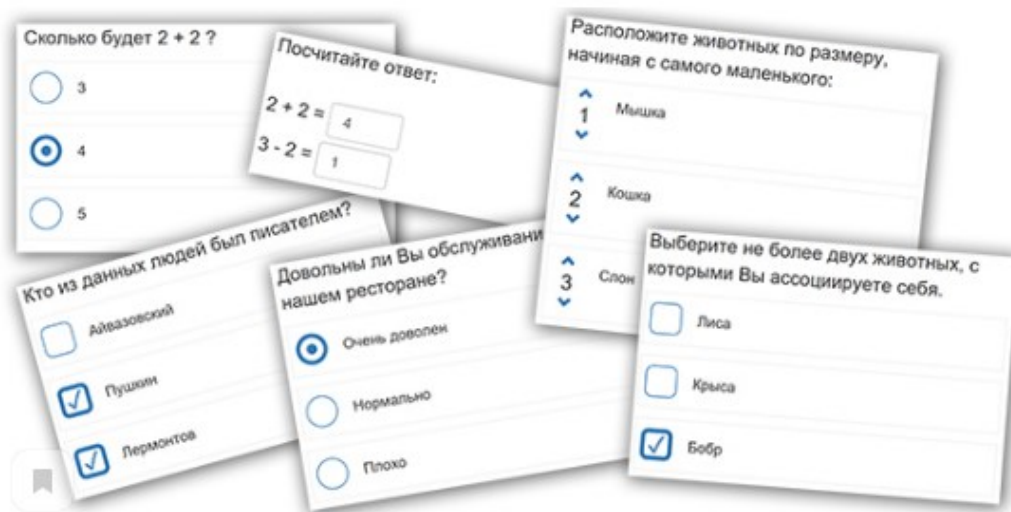 Сколько будет 2 + 2 ?
3
4
5
Посчитайте ответ:
2 + 2 = 4
3 - 2 = 1
Расположите животных по размеру,
начиная с самого маленького:
1 Мышка
2 Кошка
3 Слон
Кто из данных людей был писателем?
Айвазовский
Пушкин
Лермонтов
Довольны ли Вы обслуживани
нашем ресторане?
Очень доволен
Нормально
Плохо
Выберите не более двух животных, с
которыми Вы ассоциируете себя.
Лиса
Крыса
Бобр